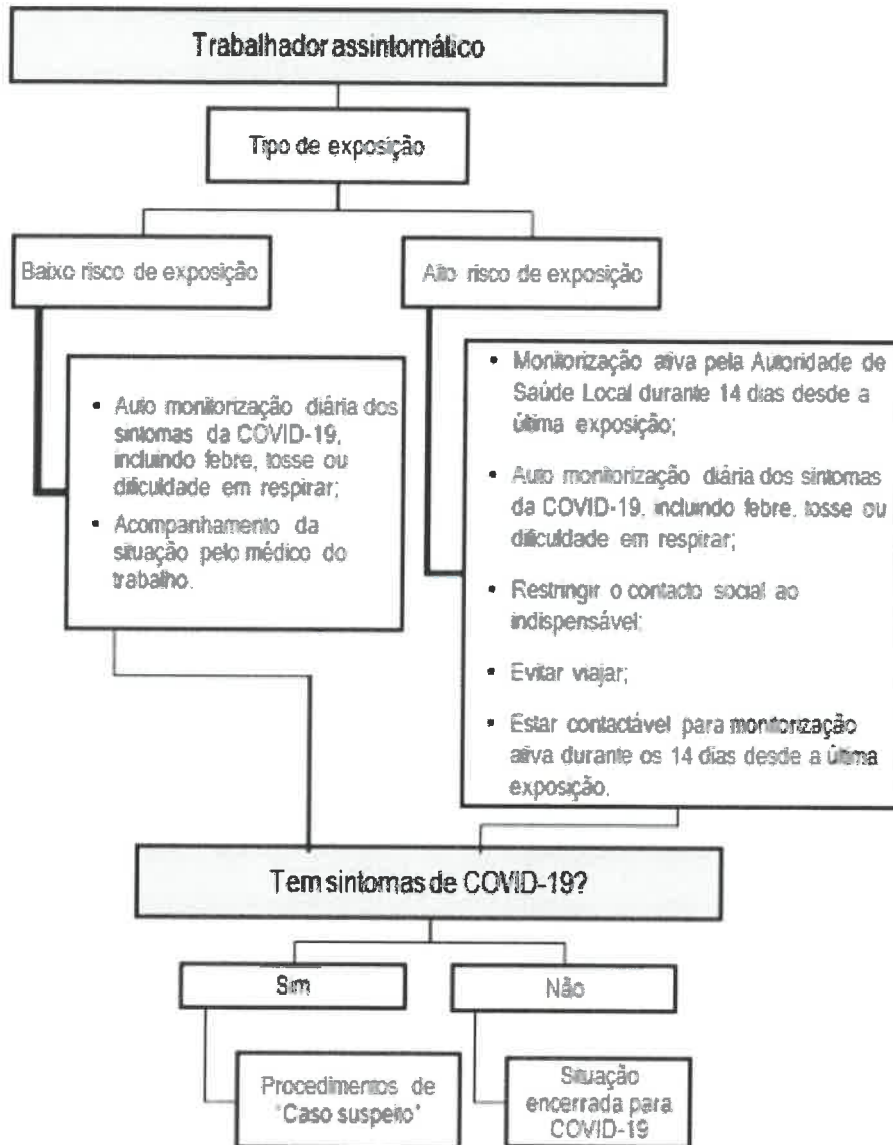 Trabalhador assintomático
Tipo de exposição
Baixo risco de exposição
Alto risco de exposição
• Auto monitorização diária dos
sintomas da COVID-19,
incluindo febre, tosse ou
dificuldade em respirar;
• Acompanhamento da
situação pelo médico do
trabalho.
• Monitorização ativa pela Autoridade de
Saúde Local durante 14 dias desde a
última exposição;
• Auto monitorização diária dos sintomas
da COVID-19, incluindo febre, tosse ou
dificuldade em respirar;
• Restringir o contacto social ao
indispensável;
• Evitar viajar;
• Estar contactável para monitorização
ativa durante os 14 dias desde a última
exposição.
Tem sintomas de COVID-19?
Sim
Não
Procedimentos de
"Caso suspeito"
Situação
encerrada para
COVID-19